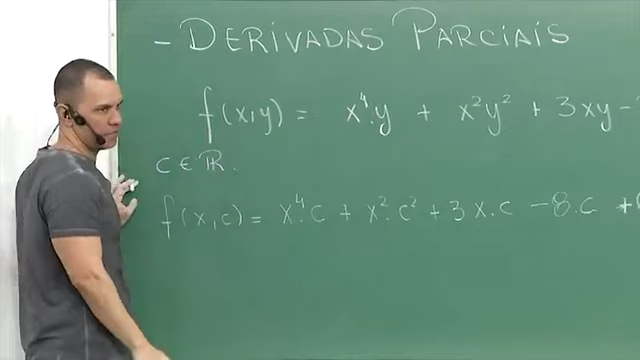 - DERIVADAS PARCIAIS
f(x,y) = x⁴.y + x²y² + 3xy -
C ∈ ℝ.
f(x,c) = x⁴.c + x².c² + 3x.c - 8.c +